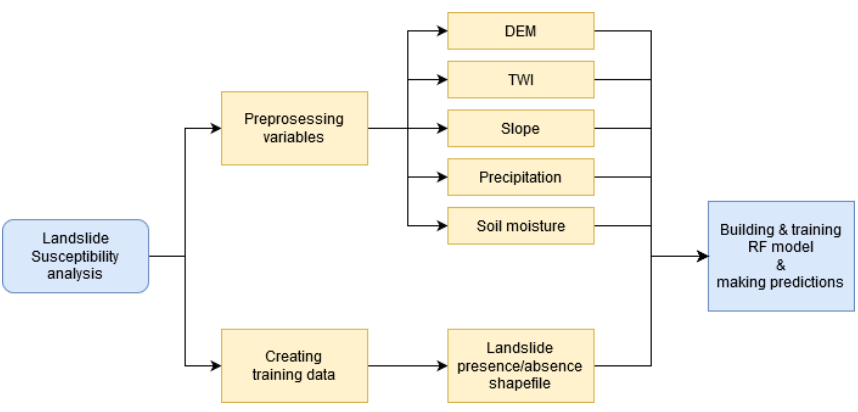 Landslide
Susceptibility
analysis
Preprosessing
variables
DEM
TWI
Slope
Precipitation
Soil moisture
Creating
training data
Landslide
presence/absence
shapefile
Building & training
RF model
&
making predictions